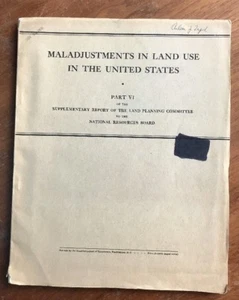 MALADJUSTMENTS IN LAND USE
IN THE UNITED STATES
PART VI
OF THE
SUPPLEMENTARY REPORT OF THE LAND PLANNING COMMITTEE
TO THE
NATIONAL RESOURCES BOARD